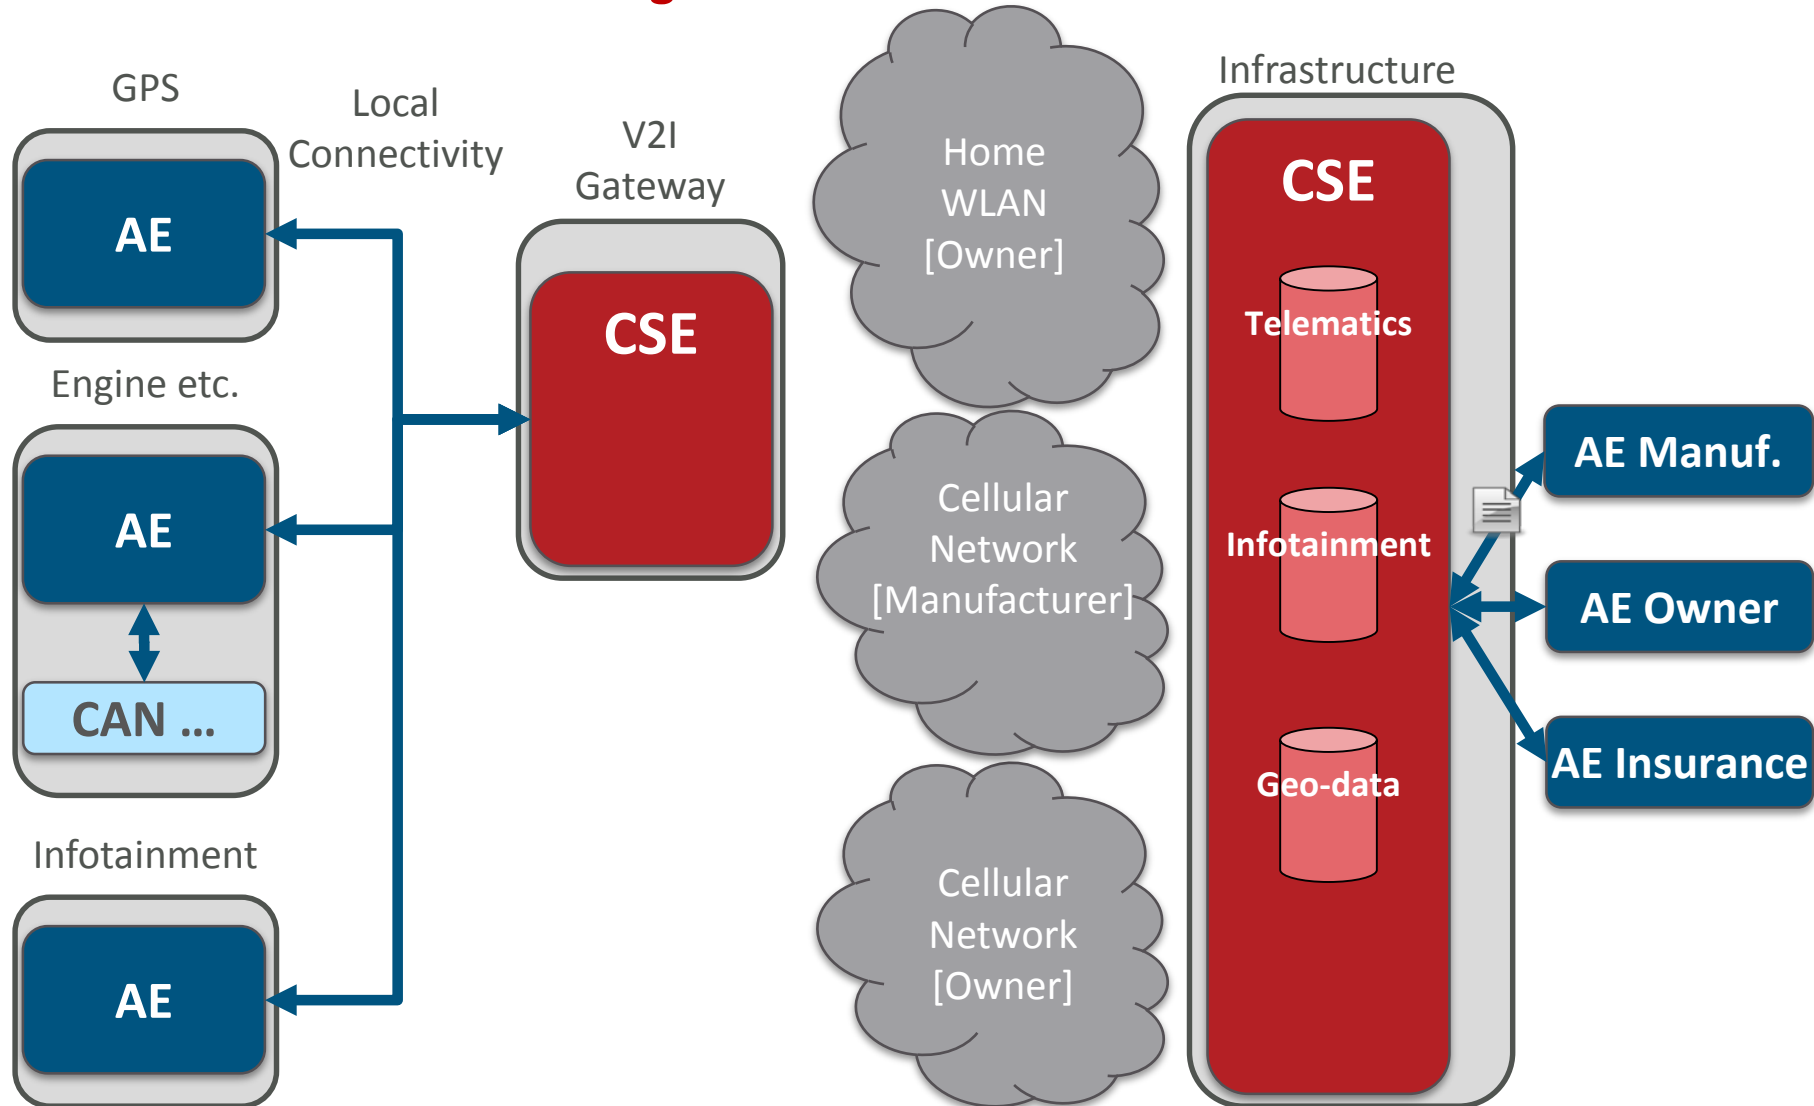 GPS
AE
Local
Connectivity
V2I
Gateway
CSE
Engine etc.
AE
CAN ...
Infotainment
AE
Home
WLAN
[Owner]
Cellular
Network
[Manufacturer]
Cellular
Network
[Owner]
Infrastructure
CSE
Telematics
Infotainment
Geo-data
AE Manuf.
AE Owner
AE Insurance